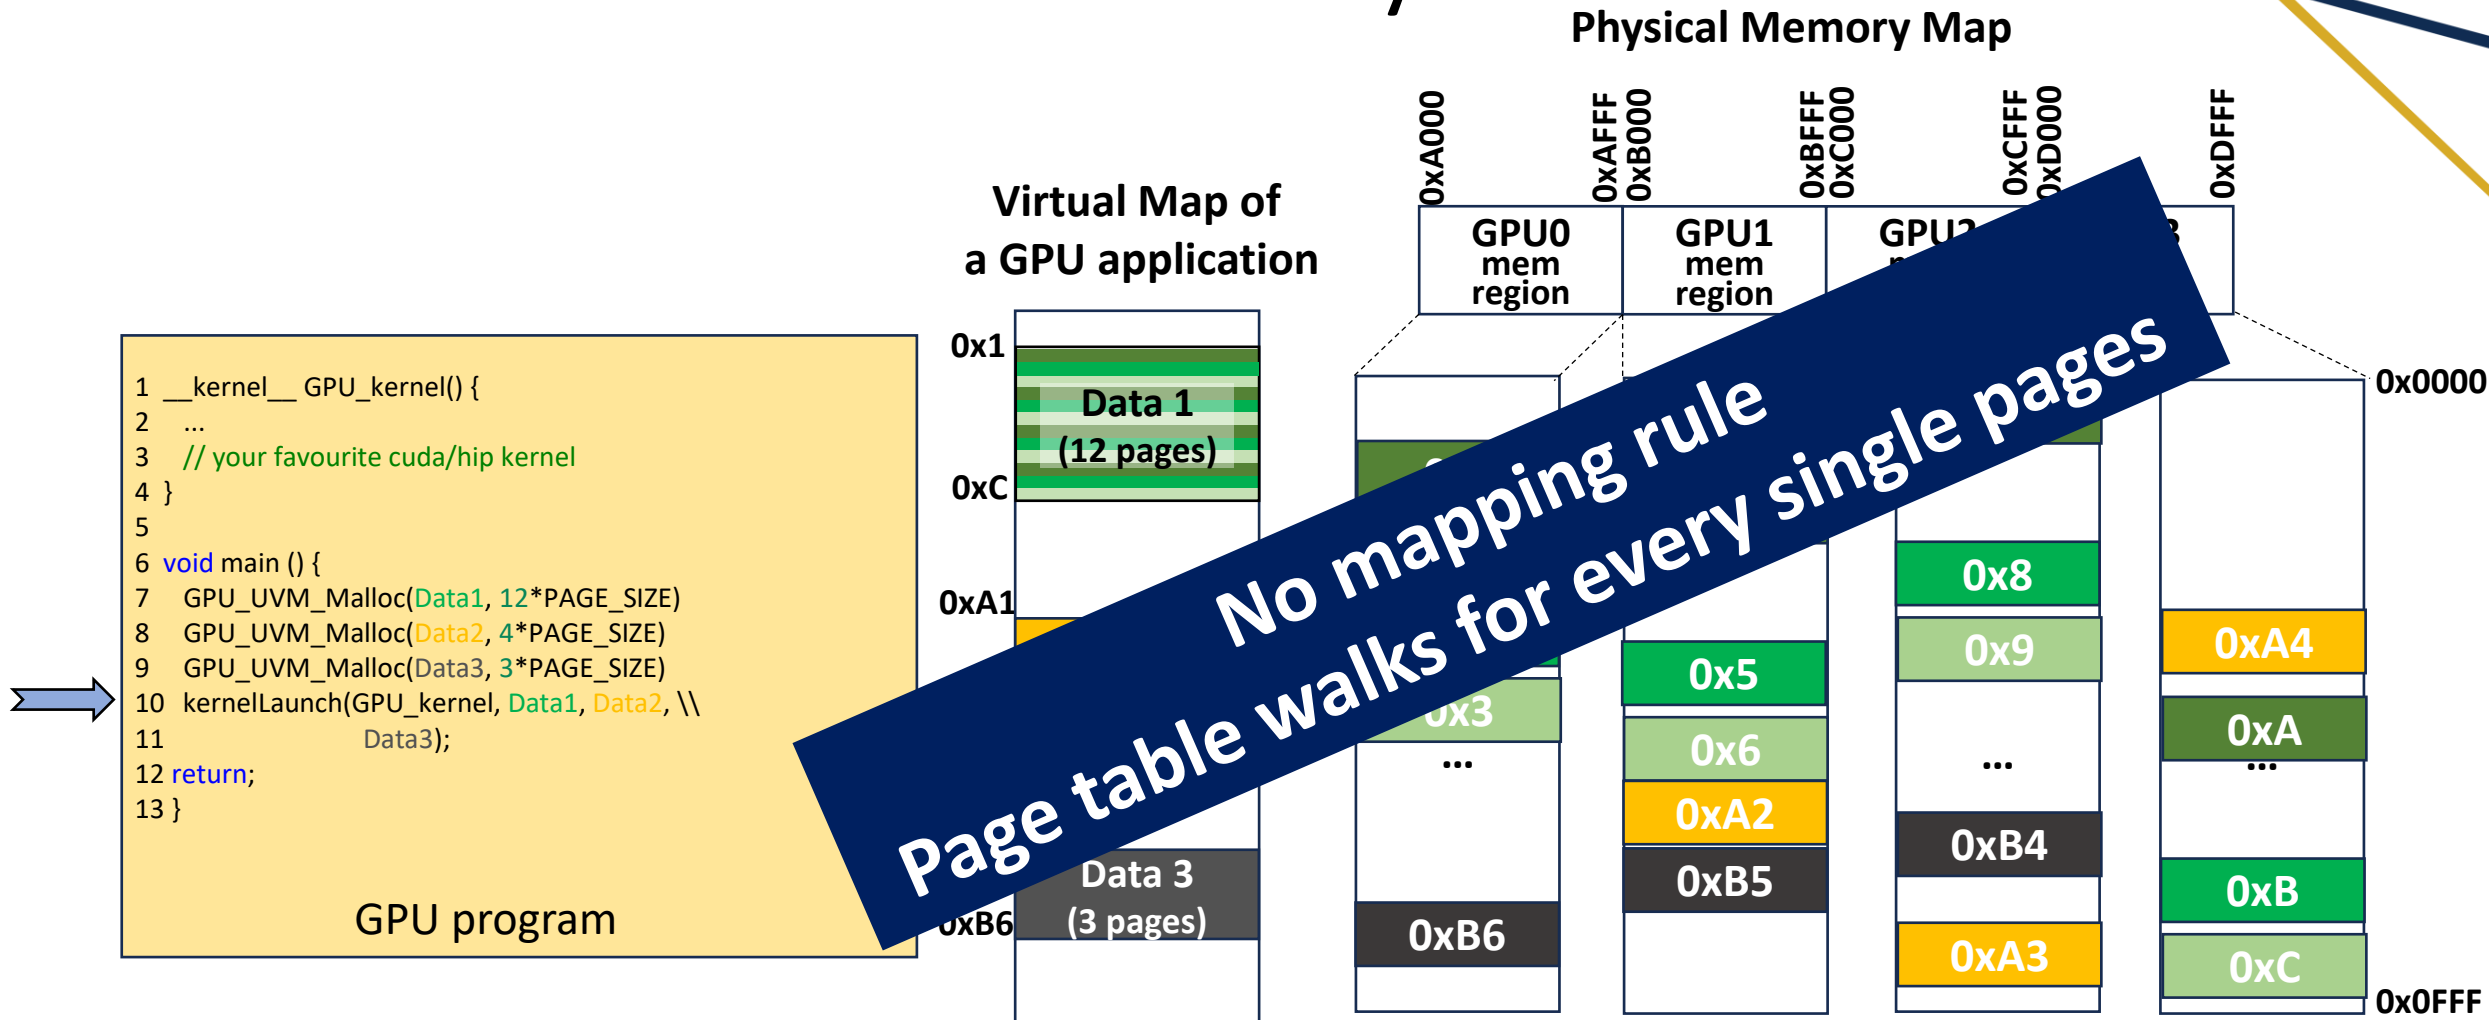 Physical Memory Map
0xA000
0xAFFF
0xB000
0xBFFF
0xC000
0xCFFF
0xD000
0xDFFF
Virtual Map of
a GPU application
GPU0
mem
region
GPU1
mem
region
GPU2
0x1
Data 1
(12 pages)
0xC
0xA1
Data 3
(3 pages)
0xB6
1 __kernel__ GPU_kernel() {
2 ...
3 // your favourite cuda/hip kernel
4 }
5
6 void main () {
7 GPU_UVM_Malloc(Data1, 12*PAGE_SIZE)
8 GPU_UVM_Malloc(Data2, 4*PAGE_SIZE)
9 GPU_UVM_Malloc(Data3, 3*PAGE_SIZE)
10 kernelLaunch(GPU_kernel, Data1, Data2, \\
11 Data3);
12 return;
13 }
GPU program
No mapping rule
Page table walks for every single pages
0x3
...
0xB6
0x5
0x6
0xA2
0xB5
0x8
0x9
...
0xB4
0xA3
0x0000
0xA4
0xA
...
0xB
0xC
0x0FFF